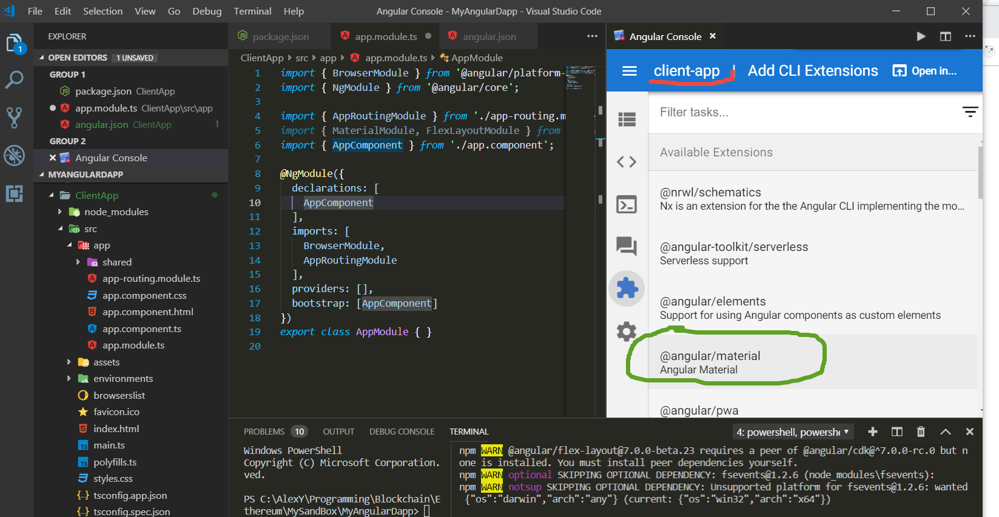 File Edit Selection View Go Debug Terminal Help
Angular Console - MyAngularDapp - Visual Studio Code
1
EXPLORER
OPEN EDITORS 1 UNSAVED
GROUP 1
package.json ClientApp
app.module.ts ClientApp\src\app
angular.json ClientApp 1
GROUP 2
Angular Console
MYANGULARDAPP
ClientApp
node_modules
src
app
shared
app-routing.module.ts
app.component.css
app.component.html
app.component.ts
app.module.ts
assets
environments
browserslist
favicon.ico
index.html
main.ts
polyfills.ts
styles.css
tsconfig.app.json
tsconfig.spec.json
package.json app.module.ts angular.json
ClientApp > src > app > app.module.ts > AppModule
1 import { BrowserModule } from '@angular/platform-
2 import { NgModule } from '@angular/core';
3
4 import { AppRoutingModule } from './app-routing.m
5 import { MaterialModule, FlexLayoutModule } from
6 import { AppComponent } from './app.component';
7
8 @NgModule({
9 declarations: [
10 AppComponent
11 ],
12 imports: [
13 BrowserModule,
14 AppRoutingModule
15 ],
16 providers: [],
17 bootstrap: [AppComponent]
18 })
19 export class AppModule { }
20
Angular Console
client-app Add CLI Extensions Open in...
Filter tasks...
Available Extensions
@nrwl/schematics
Nx is an extension for the the Angular CLI implementing the mo...
@angular-toolkit/serverless
Serverless support
@angular/elements
Support for using Angular components as custom elements
@angular/material
Angular Material
@angular/pwa
PROBLEMS 10 OUTPUT DEBUG CONSOLE TERMINAL
4: powershell, powershe
Windows PowerShell
Copyright (C) Microsoft Corporation.
ved.
PS C:\AlexY\Programming\Blockchain\E
thereum\MySandBox\MyAngularDapp>
npm WARN @angular/flex-layout@7.0.0-beta.23 requires a peer of @angular/cdk@^7.0.0-rc.0 but n
one is installed. You must install peer dependencies yourself.
npm WARN optional SKIPPING OPTIONAL DEPENDENCY: fsevents@1.2.6 (node_modules\fsevents):
npm WARN notsup SKIPPING OPTIONAL DEPENDENCY: Unsupported platform for fsevents@1.2.6: wanted
{"os":"darwin","arch":"any"} (current: {"os":"win32","arch":"x64"})